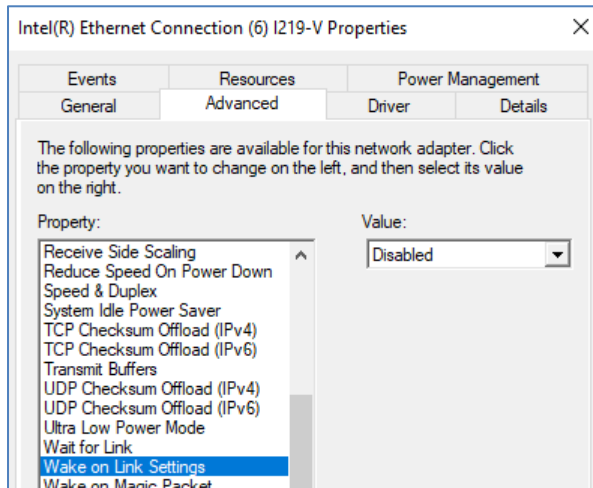 Intel(R) Ethernet Connection (6) I219-V Properties
Events Resources Power Management
General Advanced Driver Details
The following properties are available for this network adapter. Click
the property you want to change on the left, and then select its value
on the right.
Property: Value:
Receive Side Scaling Disabled
Reduce Speed On Power Down
Speed & Duplex
System Idle Power Saver
TCP Checksum Offload (IPv4)
TCP Checksum Offload (IPv6)
Transmit Buffers
UDP Checksum Offload (IPv4)
UDP Checksum Offload (IPv6)
Ultra Low Power Mode
Wait for Link
Wake on Link Settings
Wake on Magic Packet